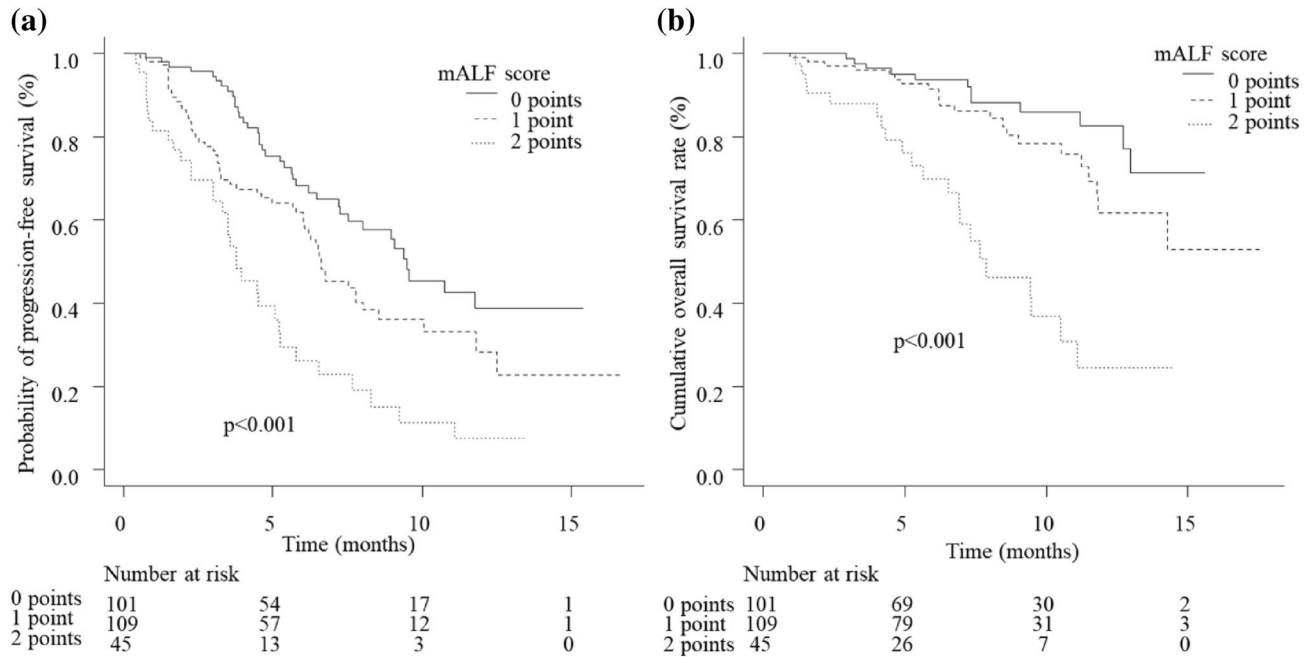 (a)
Probability of progression-free survival (%)
1.0
0.8
0.6
0.4
0.2
0.0
mALF score
0 points
1 point
2 points
p<0.001
0 5 10 15
Time (months)
Number at risk
0 points 101 54 17 1
1 point 109 57 12 1
2 points 45 13 3 0
(b)
Cumulative overall survival rate (%)
1.0
0.8
0.6
0.4
0.2
0.0
mALF score
0 points
1 point
2 points
p<0.001
0 5 10 15
Time (months)
Number at risk
0 points 101 69 30 2
1 point 109 79 31 3
2 points 45 26 7 0